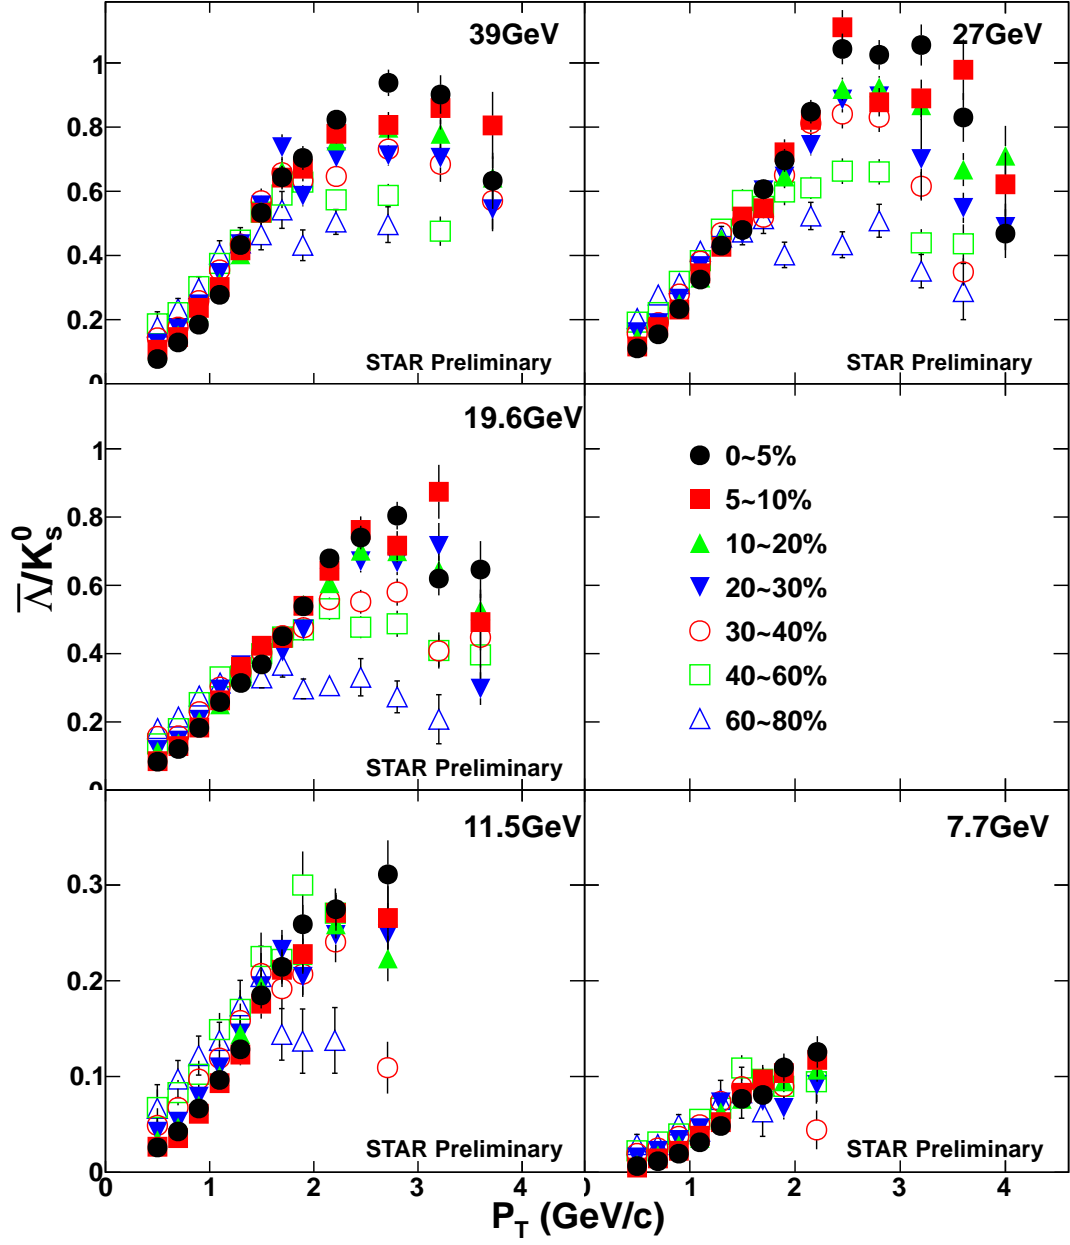 39GeV
27GeV
1
0.8
0.6
0.4
0.2
0
STAR Preliminary
STAR Preliminary
19.6GeV
1
0.8
0.6
0.4
0.2
0
Λ̅/K⁰ₛ
STAR Preliminary
0~5%
5~10%
10~20%
20~30%
30~40%
40~60%
60~80%
11.5GeV
7.7GeV
0.3
0.2
0.1
0
STAR Preliminary
STAR Preliminary
0 1 2 3 4 0 1 2 3 4
P_T (GeV/c)